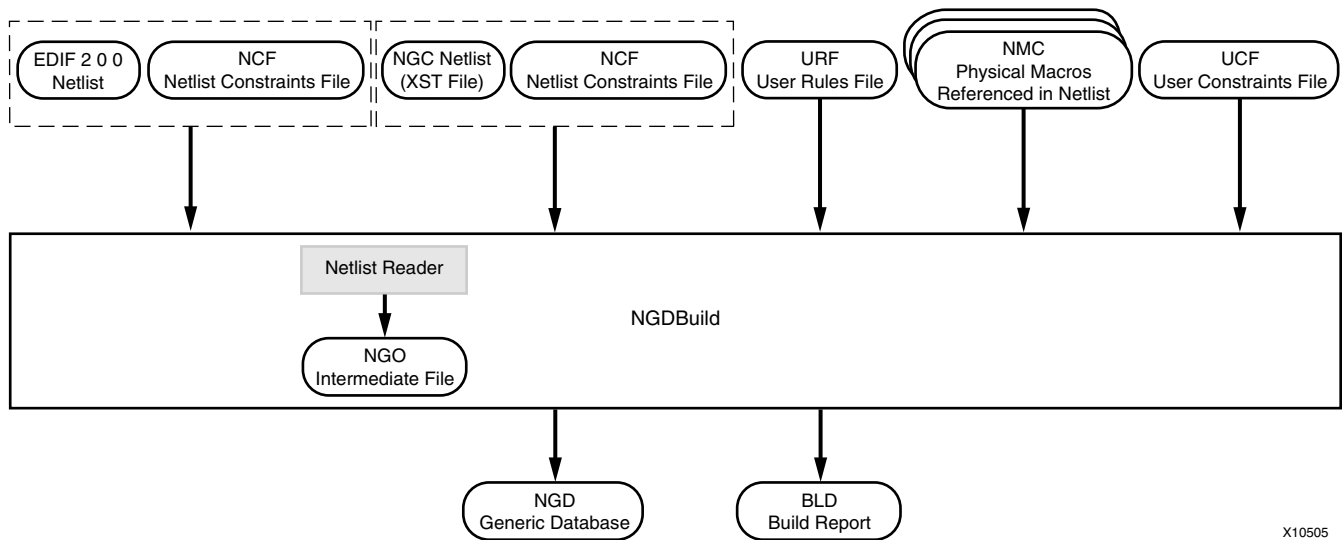 EDIF 2 0 0
Netlist
NCF
Netlist Constraints File
NGC Netlist
(XST File)
NCF
Netlist Constraints File
URF
User Rules File
NMC
Physical Macros
Referenced in Netlist
UCF
User Constraints File
Netlist Reader
NGDBuild
NGO
Intermediate File
NGD
Generic Database
BLD
Build Report
X10505